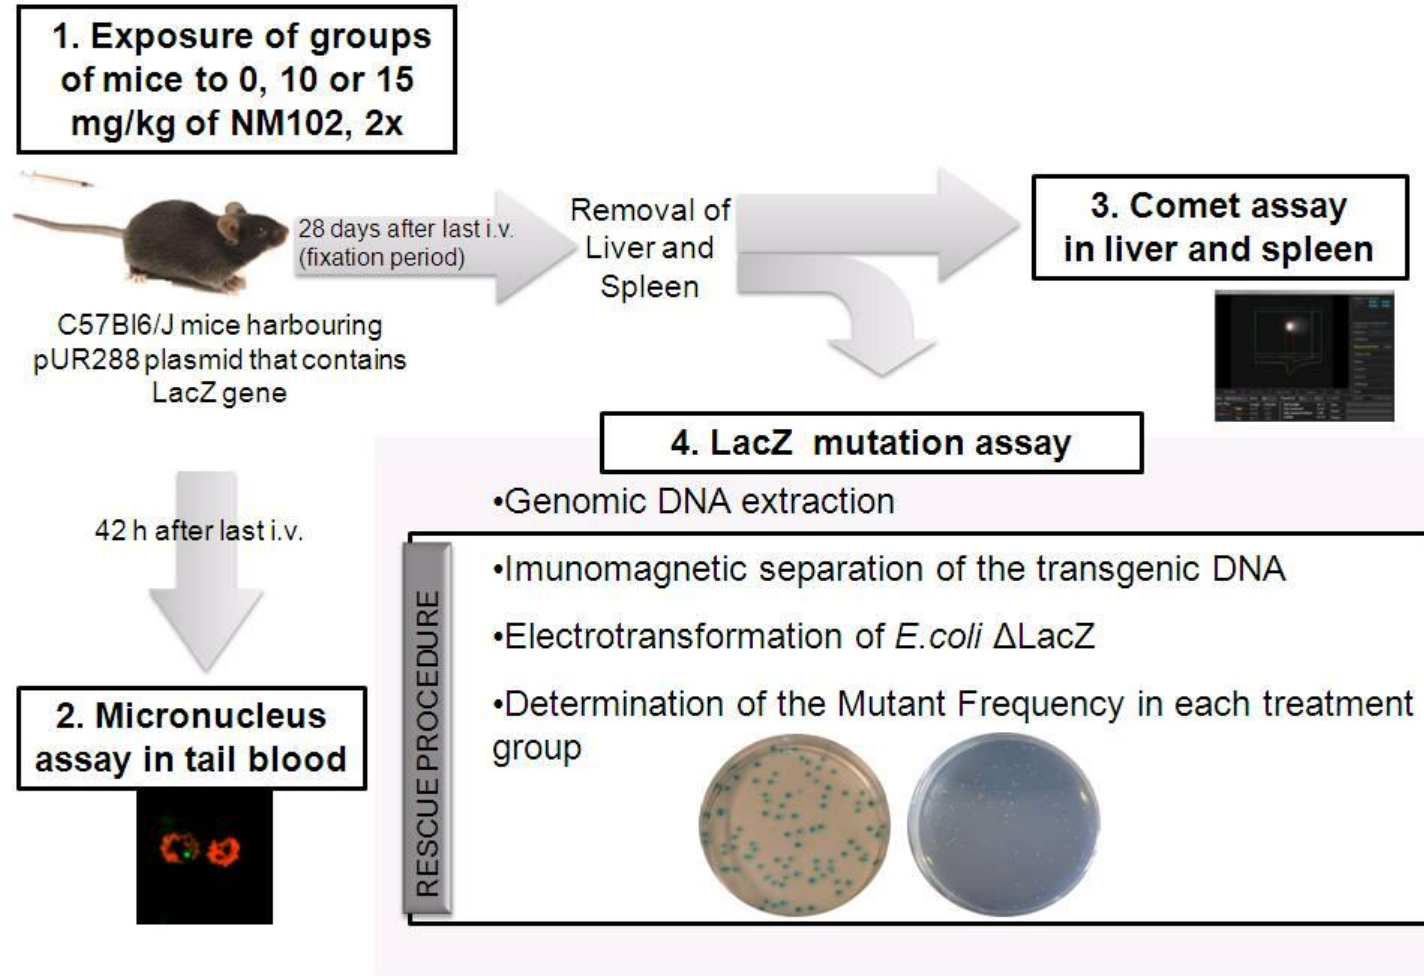 1. Exposure of groups
of mice to 0, 10 or 15
mg/kg of NM102, 2x
28 days after last i.v.
(fixation period)
Removal of
Liver and
Spleen
3. Comet assay
in liver and spleen
C57Bl6/J mice harbouring
pUR288 plasmid that contains
LacZ gene
42 h after last i.v.
2. Micronucleus
assay in tail blood
4. LacZ mutation assay
•Genomic DNA extraction
RESCUE PROCEDURE
•Imunomagnetic separation of the transgenic DNA
•Electrotransformation of E.coli ΔLacZ
•Determination of the Mutant Frequency in each treatment
group